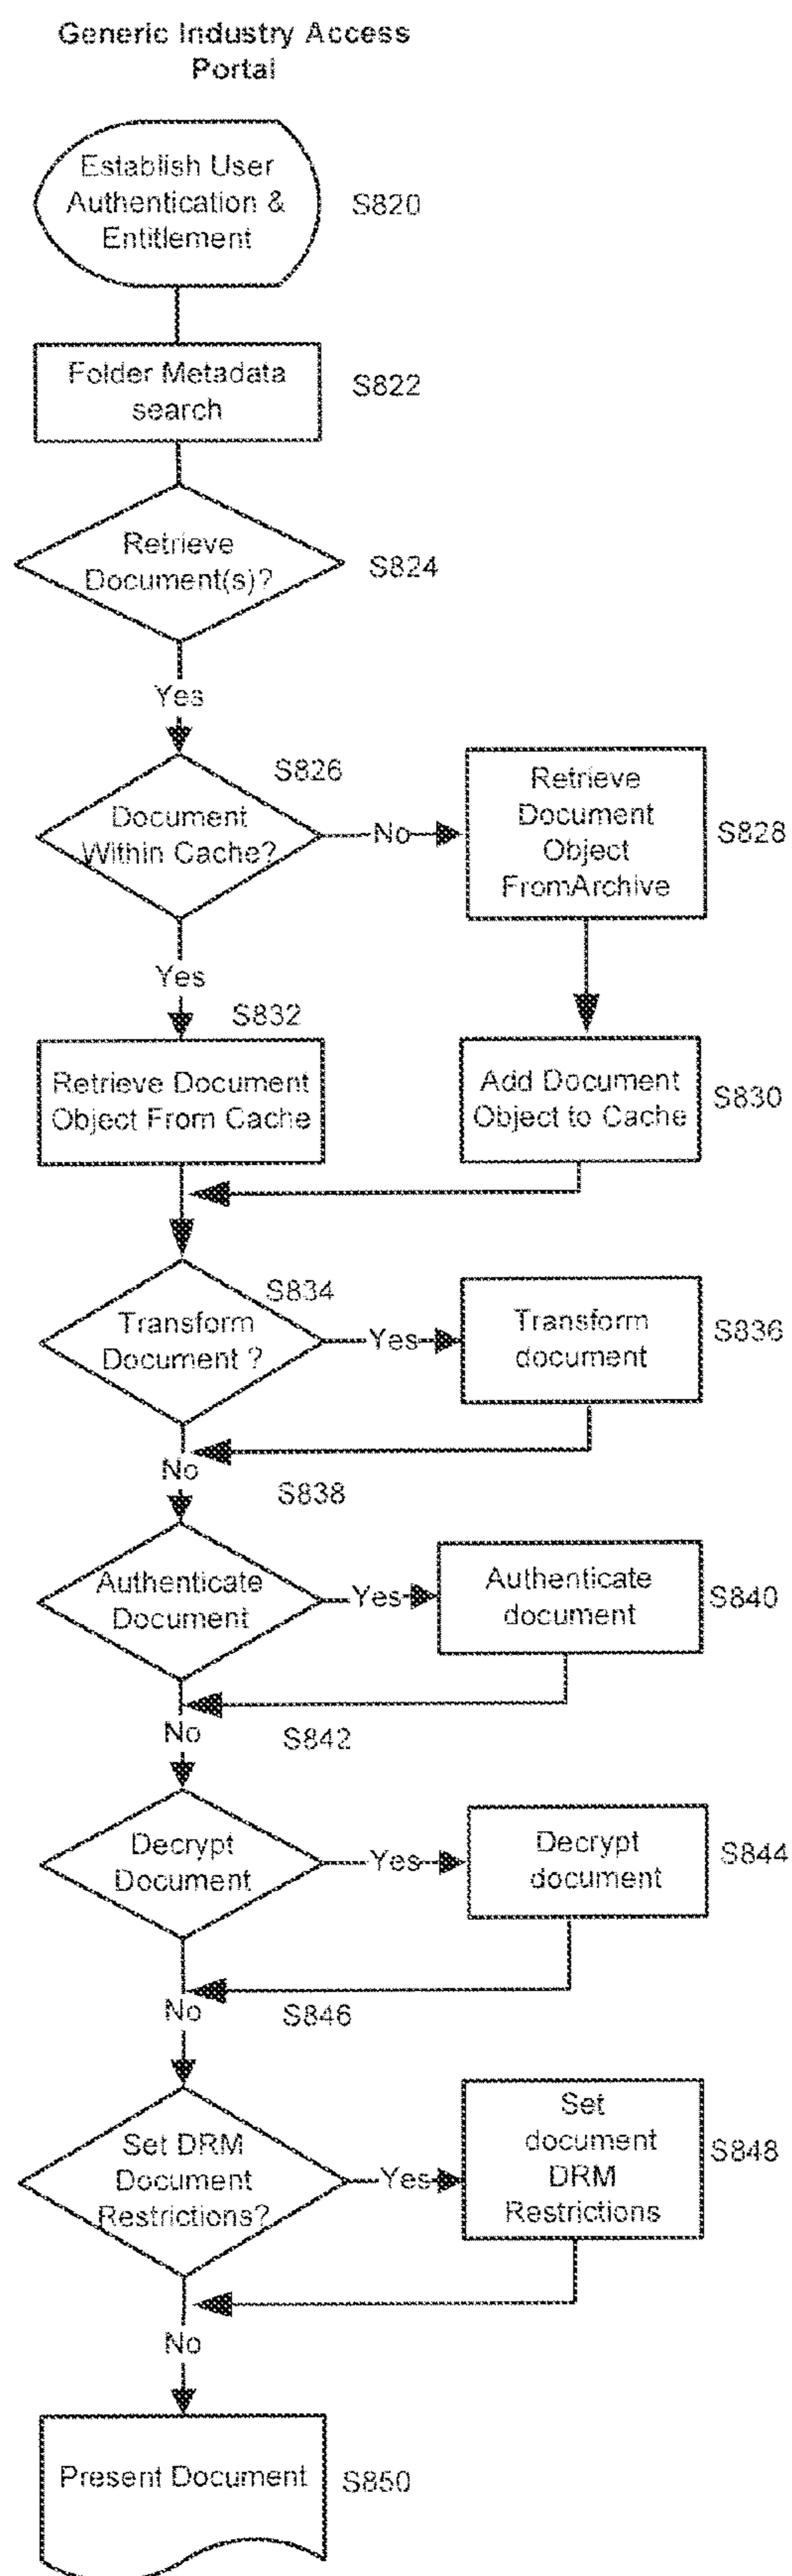 Generic Industry Access
Portal
Establish User
Authentication &
Entitlement
S820
Folder Metadata
search
S822
Retrieve
Document(s)?
S824
Yes
S826
Document
Within Cache?
No
Retrieve
Document
Object
FromArchive
S828
Yes
S832
Retrieve Document
Object From Cache
Add Document
Object to Cache
S830
S834
Transform
Document ?
Yes
Transform
document
S836
No
S838
Authenticate
Document
Yes
Authenticate
document
S840
No
S842
Decrypt
Document
Yes
Decrypt
document
S844
No
S846
Set DRM
Document
Restrictions?
Yes
Set
document
DRM
Restrictions
S848
No
Present Document
S850